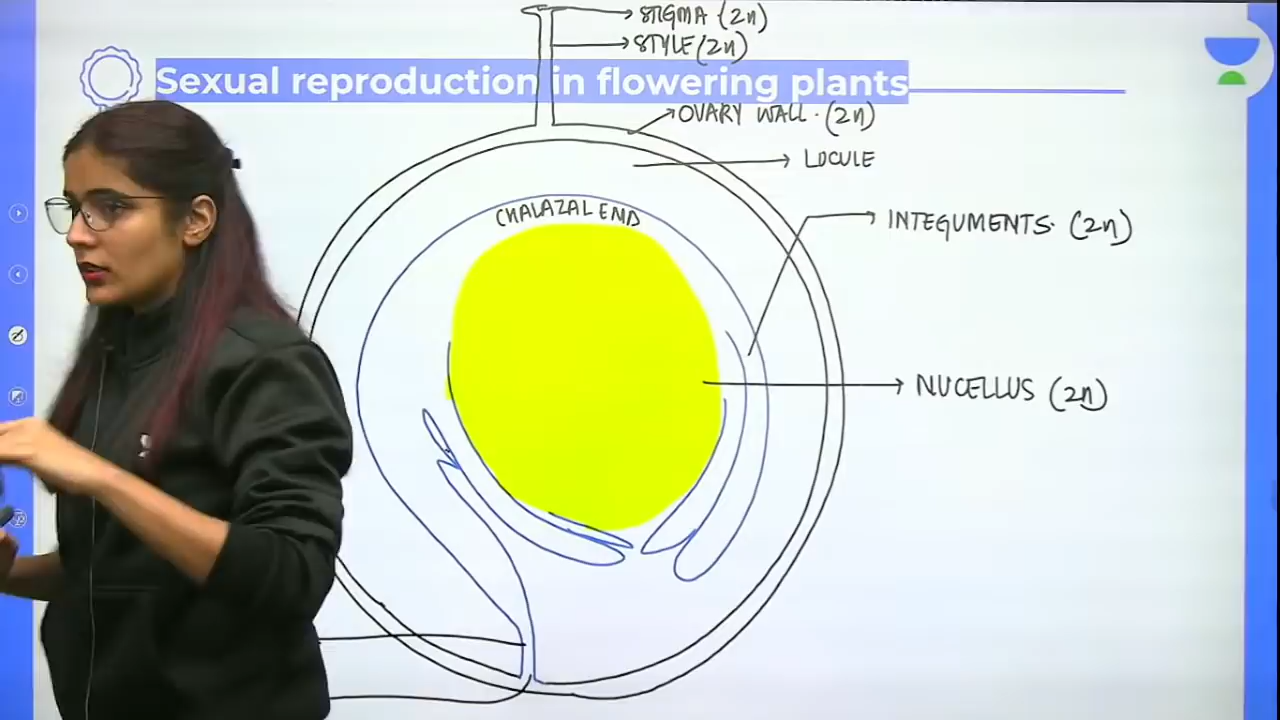 STIGMA (2n)
STYLE (2n)
Sexual reproduction in flowering plants
OVARY WALL. (2n)
LOCULE
CHALAZAL END
INTEGUMENTS. (2n)
NUCELLUS (2n)